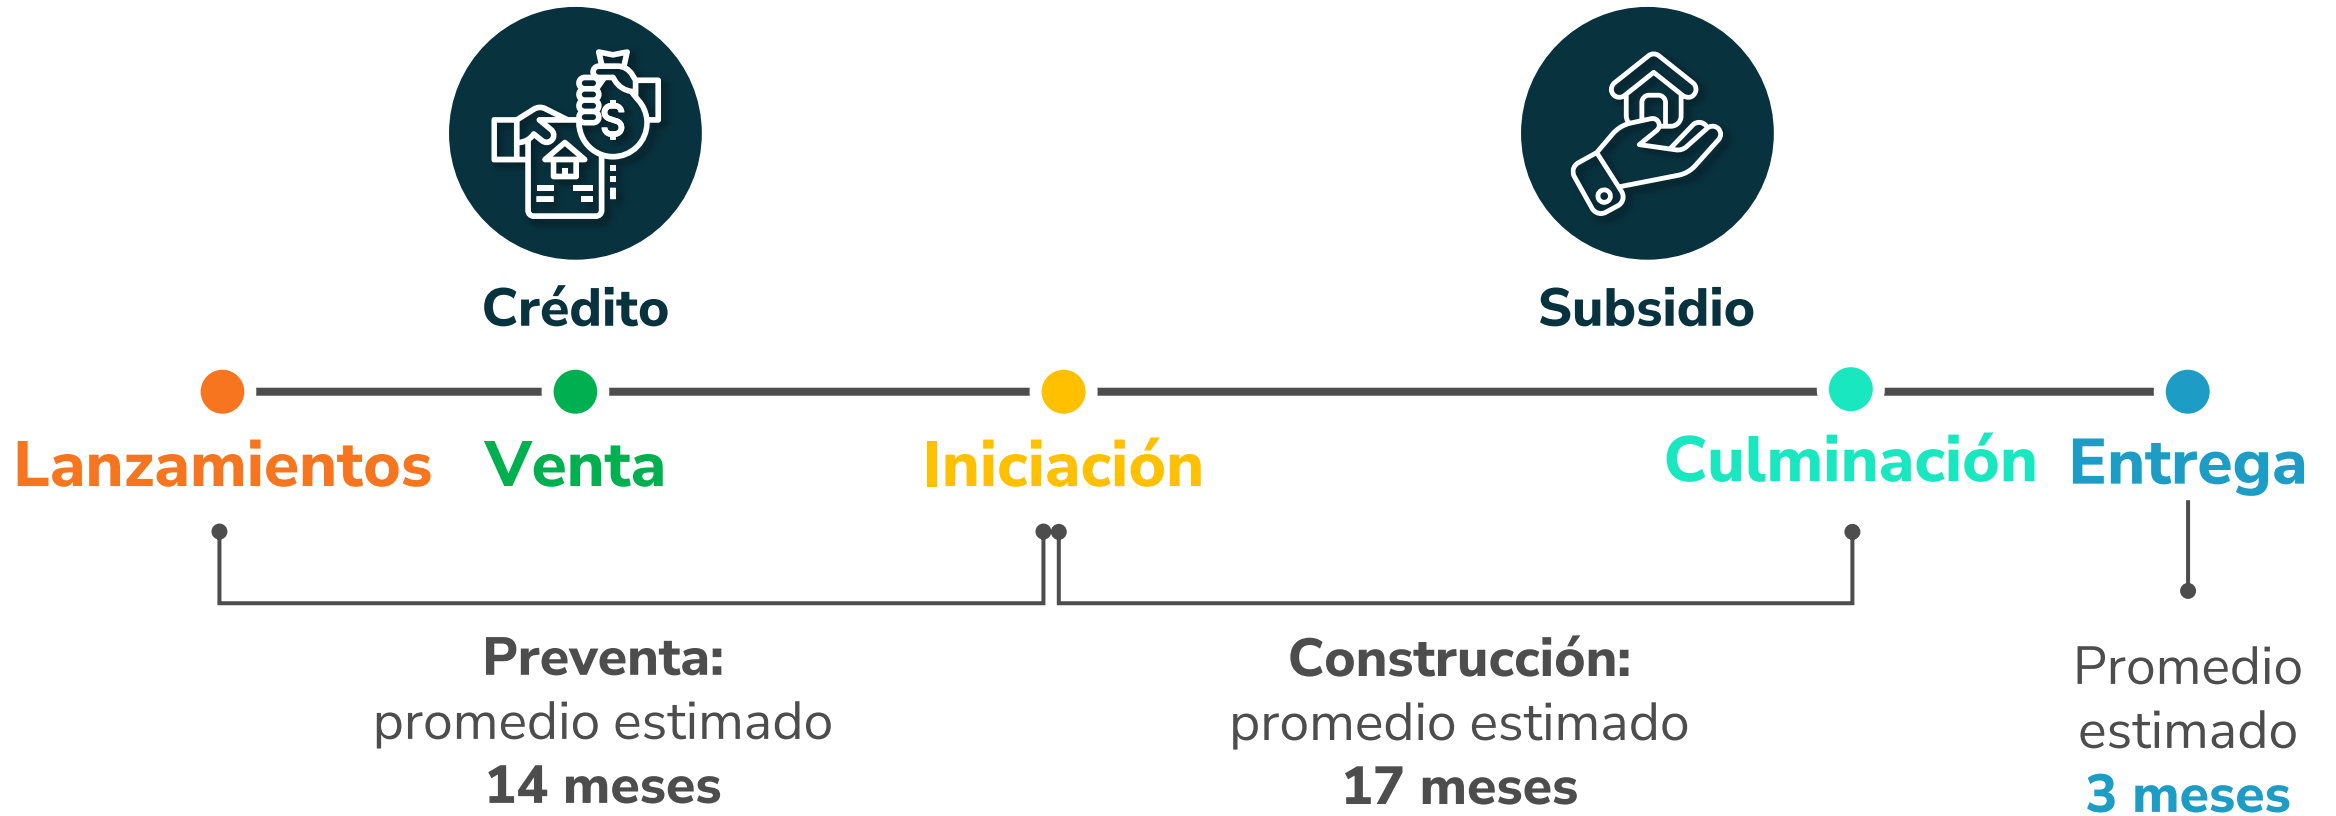 $
Crédito
Subsidio
Lanzamientos
Venta
Iniciación
Culminación
Entrega
Preventa:
promedio estimado
14 meses
Construcción:
promedio estimado
17 meses
Promedio
estimado
3 meses